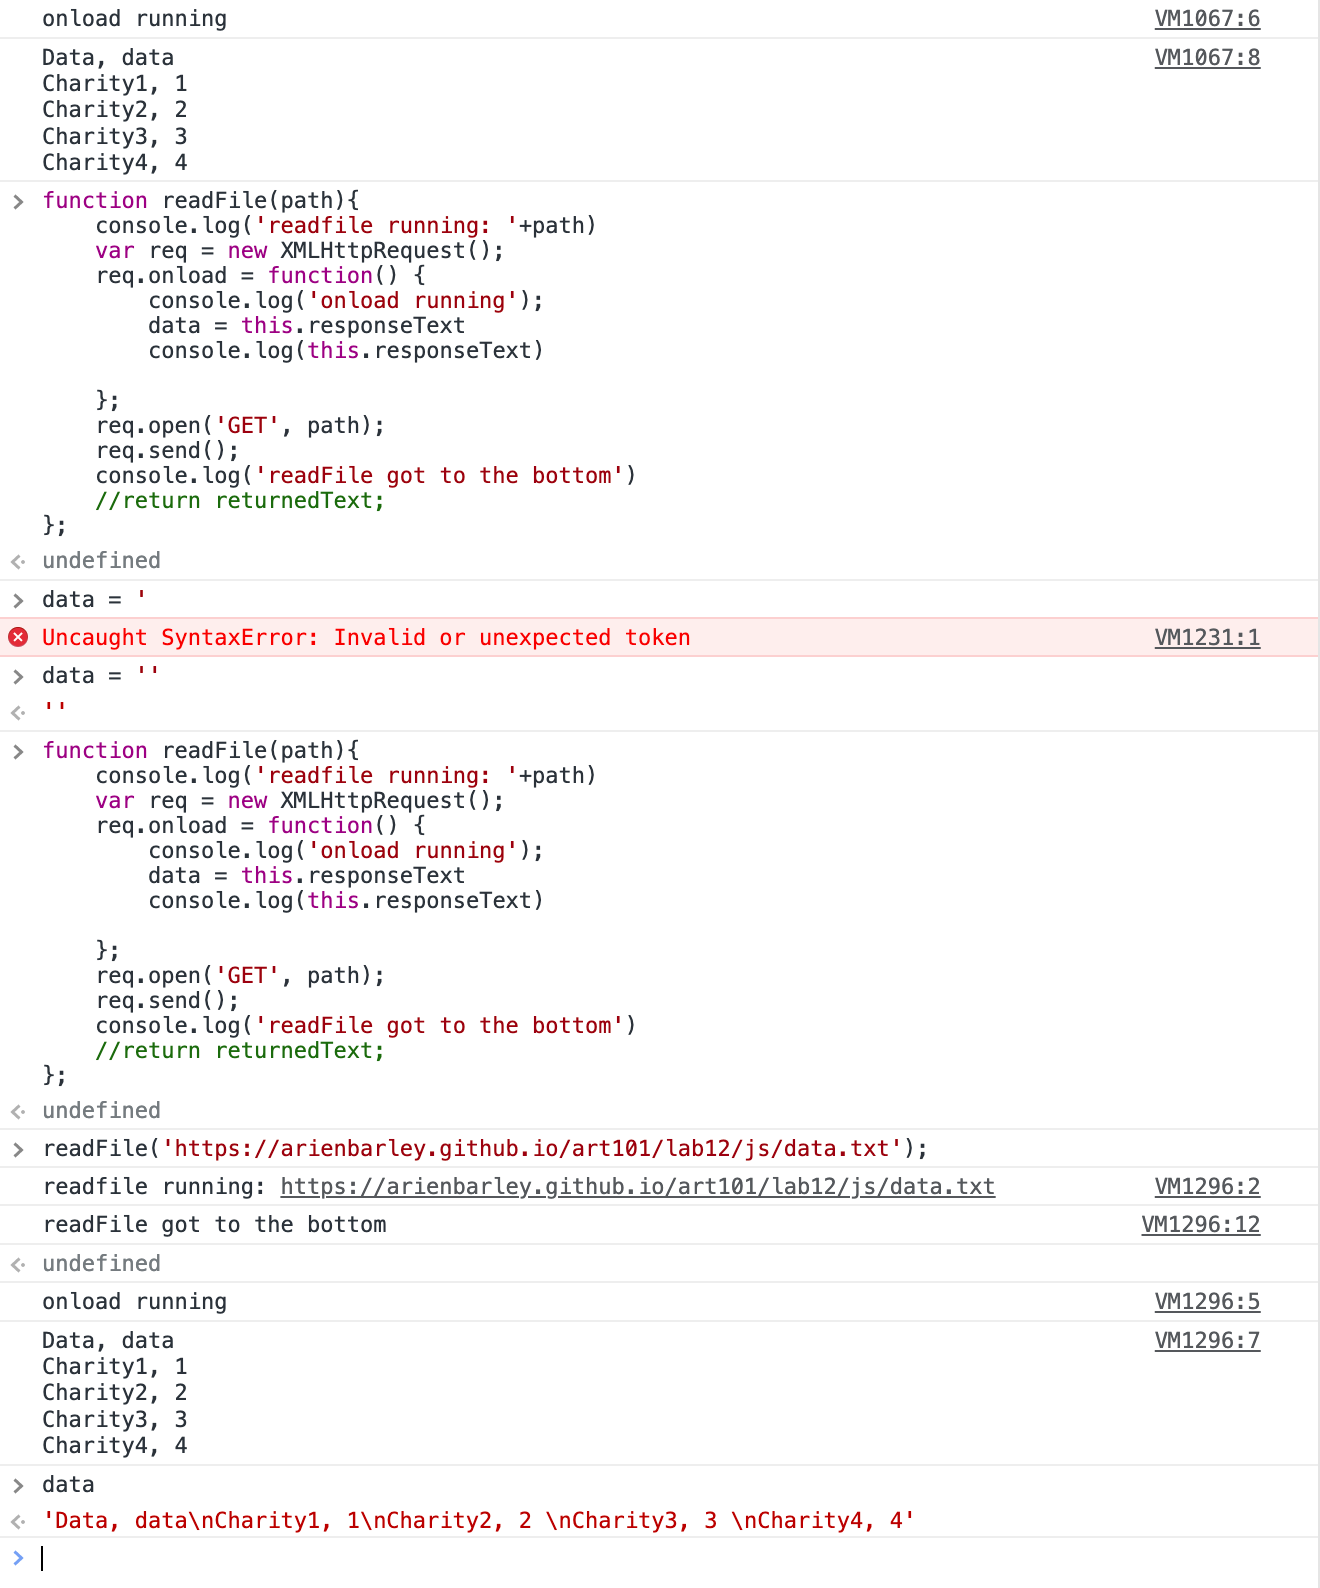 onload running VM1067:6
Data, data VM1067:8
Charity1, 1
Charity2, 2
Charity3, 3
Charity4, 4
> function readFile(path){
    console.log('readfile running: '+path)
    var req = new XMLHttpRequest();
    req.onload = function() {
        console.log('onload running');
        data = this.responseText
        console.log(this.responseText)

    };
    req.open('GET', path);
    req.send();
    console.log('readFile got to the bottom')
    //return returnedText;
};
undefined
> data = '
Uncaught SyntaxError: Invalid or unexpected token VM1231:1
> data = ''
''
> function readFile(path){
    console.log('readfile running: '+path)
    var req = new XMLHttpRequest();
    req.onload = function() {
        console.log('onload running');
        data = this.responseText
        console.log(this.responseText)

    };
    req.open('GET', path);
    req.send();
    console.log('readFile got to the bottom')
    //return returnedText;
};
undefined
> readFile('https://arienbarley.github.io/art101/lab12/js/data.txt');
readfile running: https://arienbarley.github.io/art101/lab12/js/data.txt VM1296:2
readFile got to the bottom VM1296:12
undefined
onload running VM1296:5
Data, data VM1296:7
Charity1, 1
Charity2, 2
Charity3, 3
Charity4, 4
> data
'Data, data\nCharity1, 1\nCharity2, 2 \nCharity3, 3 \nCharity4, 4'
>